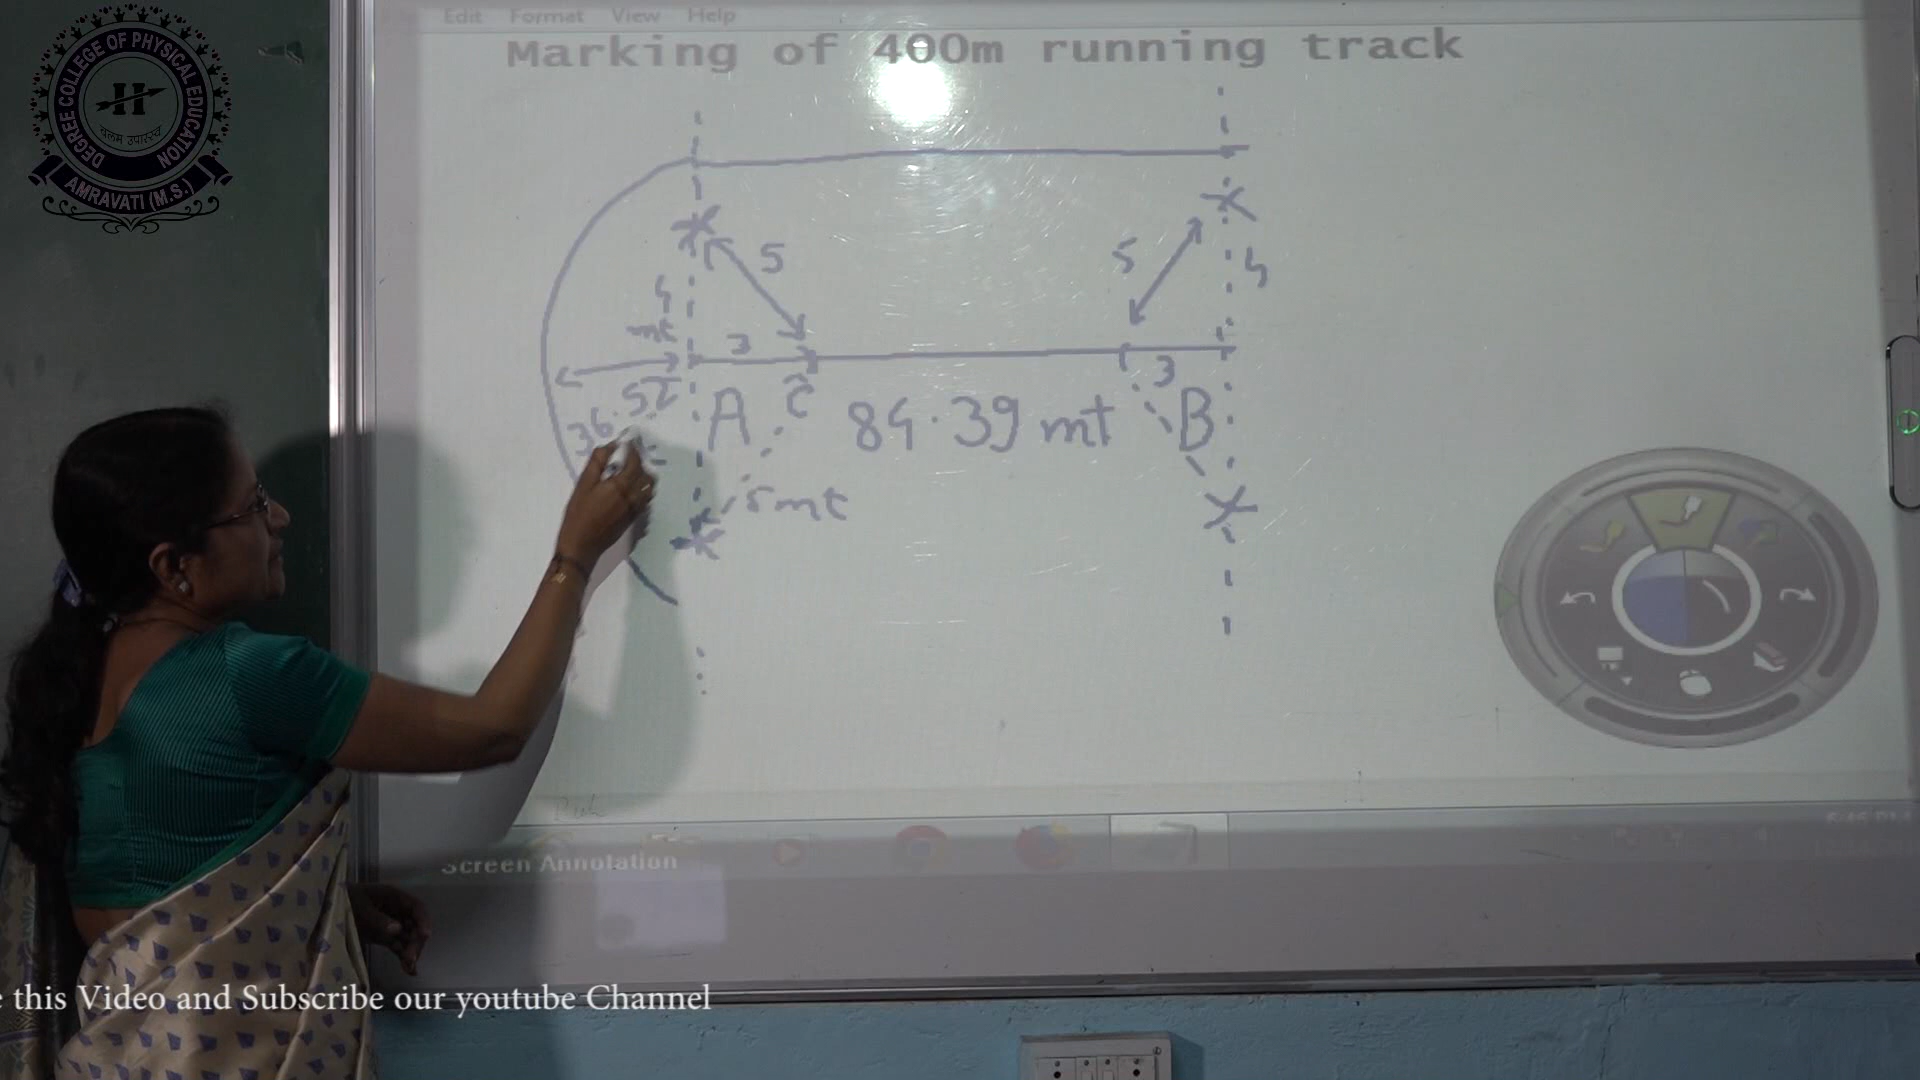 Edit Format View Help
Marking of 400m running track
DEGREE COLLEGE OF PHYSICAL EDUCATION
H
AMRAVATI (M.S.)
5
5
4
4
mt
3
3
36.52
A
C
84.39 mt
B
5mt
Screen Annotation
this Video and Subscribe our youtube Channel